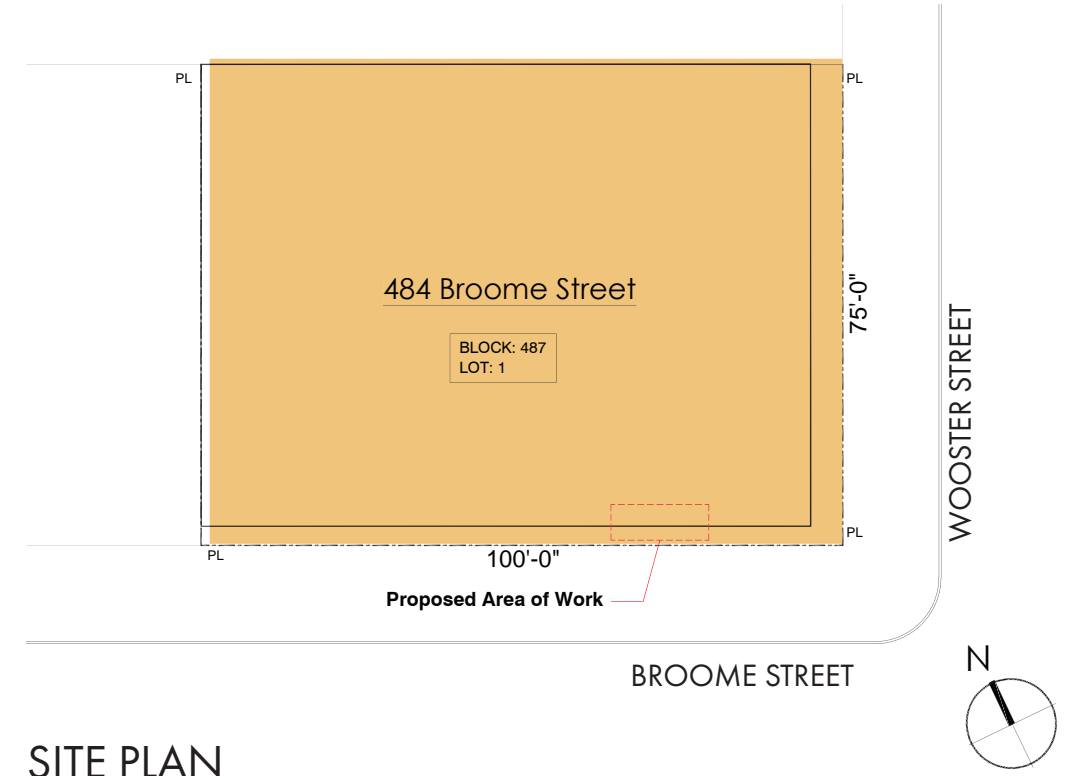 PL
PL
484 Broome Street
BLOCK: 487
LOT: 1
75'-0"
WOOSTER STREET
PL
PL
100'-0"
Proposed Area of Work
BROOME STREET
N
SITE PLAN